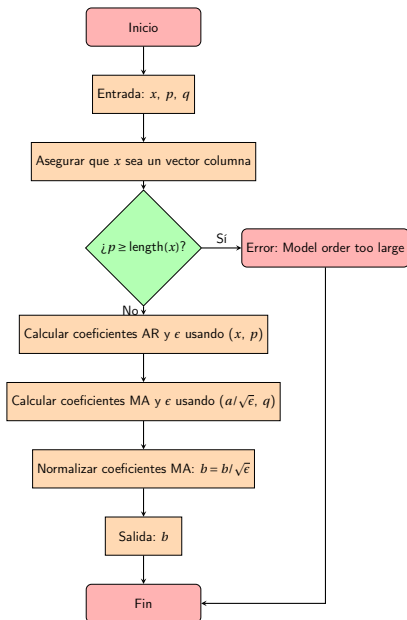 Inicio
Entrada: x, p, q
Asegurar que x sea un vector columna
¿p ≥ length(x)?
Sí
Error: Model order too large
No
Calcular coeficientes AR y ϵ usando (x, p)
Calcular coeficientes MA y ϵ usando (a/√ϵ, q)
Normalizar coeficientes MA: b = b/√ϵ
Salida: b
Fin